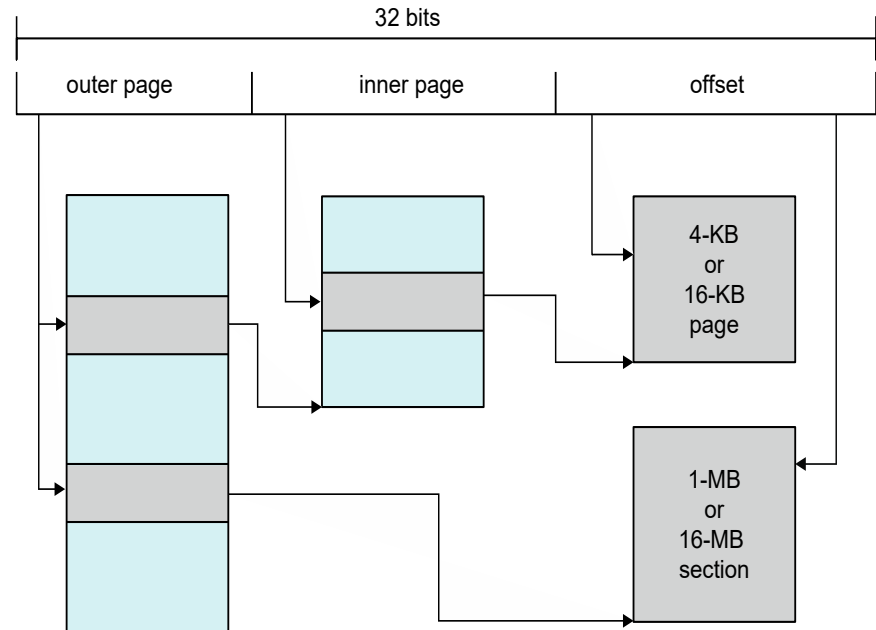 32 bits
outer page
inner page
offset
4-KB
or
16-KB
page
1-MB
or
16-MB
section